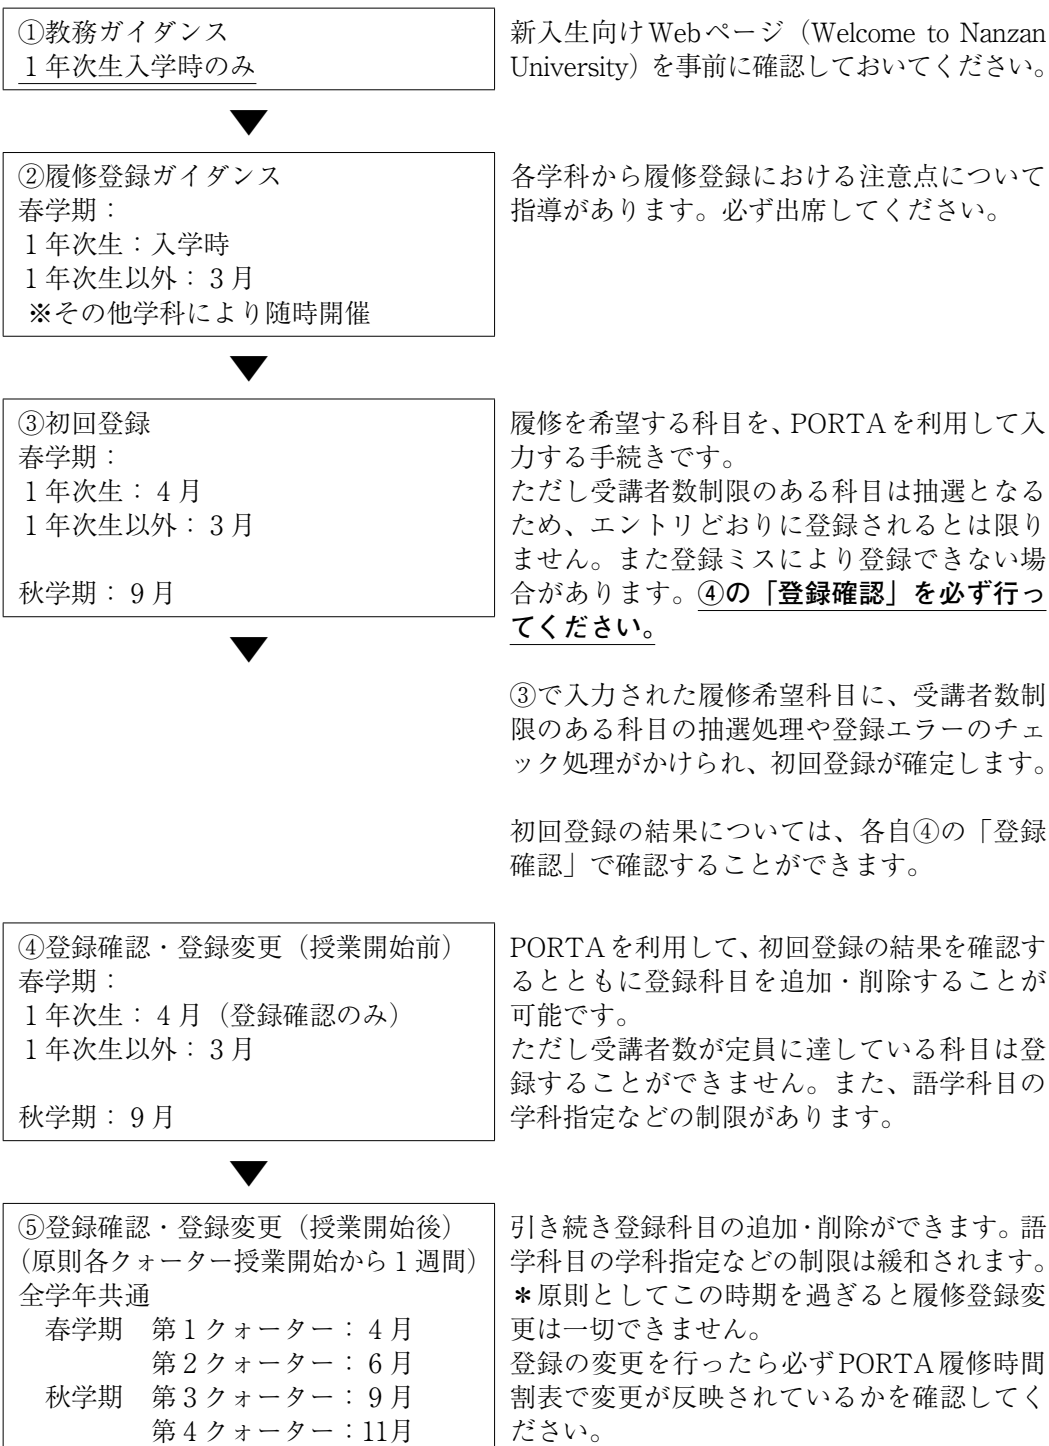 ①教務ガイダンス
１年次生入学時のみ
新入生向けWebページ（Welcome to Nanzan
University）を事前に確認しておいてください。
▼
②履修登録ガイダンス
春学期：
１年次生：入学時
１年次生以外：３月
※その他学科により随時開催
各学科から履修登録における注意点について
指導があります。必ず出席してください。
▼
③初回登録
春学期：
１年次生：４月
１年次生以外：３月
秋学期：９月
履修を希望する科目を、PORTAを利用して入
力する手続きです。
ただし受講者数制限のある科目は抽選となる
ため、エントリどおりに登録されるとは限り
ません。また登録ミスにより登録できない場
合があります。④の「登録確認」を必ず行っ
てください。
▼
③で入力された履修希望科目に、受講者数制
限のある科目の抽選処理や登録エラーのチェ
ック処理がかけられ、初回登録が確定します。
初回登録の結果については、各自④の「登録
確認」で確認することができます。
④登録確認・登録変更（授業開始前）
春学期：
１年次生：４月（登録確認のみ）
１年次生以外：３月
秋学期：９月
PORTAを利用して、初回登録の結果を確認す
るとともに登録科目を追加・削除することが
可能です。
ただし受講者数が定員に達している科目は登
録することができません。また、語学科目の
学科指定などの制限があります。
▼
⑤登録確認・登録変更（授業開始後）
（原則各クォーター授業開始から１週間）
全学年共通
春学期　第１クォーター：４月
第２クォーター：６月
秋学期　第３クォーター：９月
第４クォーター：11月
引き続き登録科目の追加・削除ができます。語
学科目の学科指定などの制限は緩和されます。
＊原則としてこの時期を過ぎると履修登録変
更は一切できません。
登録の変更を行ったら必ずPORTA履修時間
割表で変更が反映されているかを確認してく
ださい。